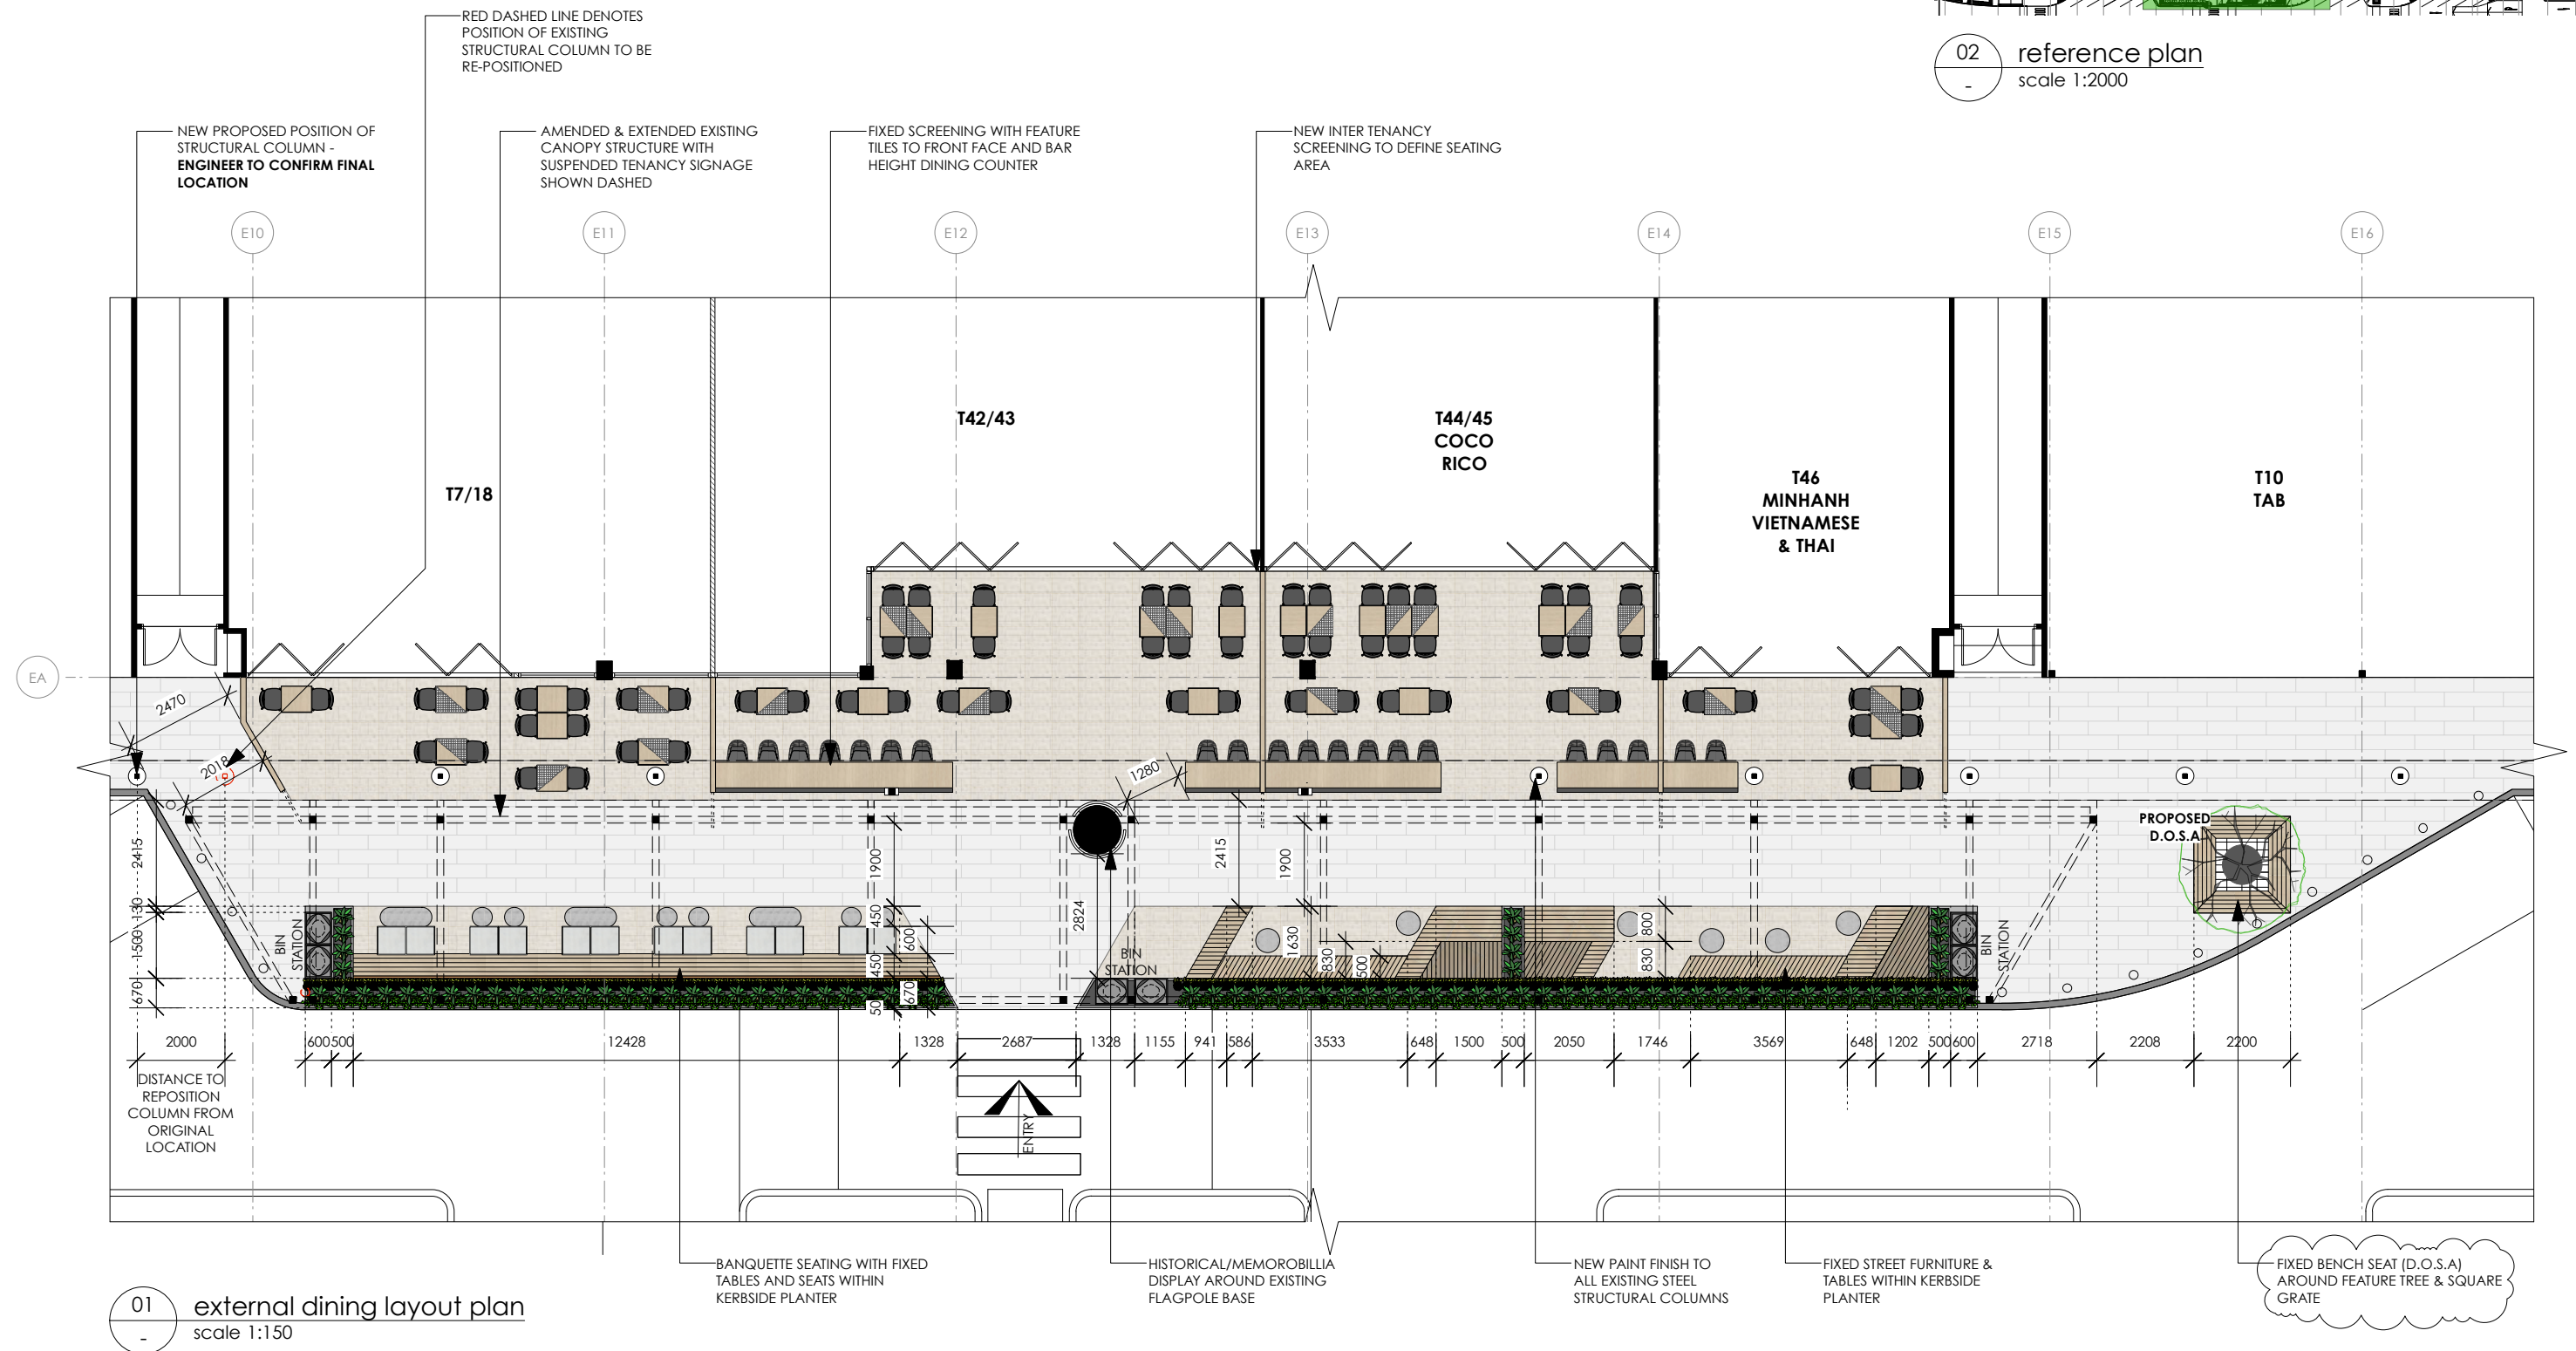 RED DASHED LINE DENOTES
POSITION OF EXISTING
STRUCTURAL COLUMN TO BE
RE-POSITIONED
02
-
reference plan
scale 1:2000
NEW PROPOSED POSITION OF
STRUCTURAL COLUMN -
ENGINEER TO CONFIRM FINAL
LOCATION
AMENDED & EXTENDED EXISTING
CANOPY STRUCTURE WITH
SUSPENDED TENANCY SIGNAGE
SHOWN DASHED
FIXED SCREENING WITH FEATURE
TILES TO FRONT FACE AND BAR
HEIGHT DINING COUNTER
NEW INTER TENANCY
SCREENING TO DEFINE SEATING
AREA
E10
E11
E12
E13
E14
E15
E16
T7/18
T42/43
T44/45
COCO
RICO
T46
MINHANH
VIETNAMESE
& THAI
T10
TAB
EA
2470
2018
1280
PROPOSED
D.O.S.A
2415
130
1500
670
BIN
STATION
1900
450
600
450
670
50
2824
BIN
STATION
2415
1900
1630
830
500
800
830
BIN
STATION
2000
600
500
12428
1328
2687
1328
1155
941
586
3533
648
1500
500
2050
1746
3569
648
1202
500
600
2718
2208
2200
DISTANCE TO
REPOSITION
COLUMN FROM
ORIGINAL
LOCATION
ENTRY
BANQUETTE SEATING WITH FIXED
TABLES AND SEATS WITHIN
KERBSIDE PLANTER
HISTORICAL/MEMOROBILLIA
DISPLAY AROUND EXISTING
FLAGPOLE BASE
NEW PAINT FINISH TO
ALL EXISTING STEEL
STRUCTURAL COLUMNS
FIXED STREET FURNITURE &
TABLES WITHIN KERBSIDE
PLANTER
FIXED BENCH SEAT (D.O.S.A)
AROUND FEATURE TREE & SQUARE
GRATE
01
-
external dining layout plan
scale 1:150